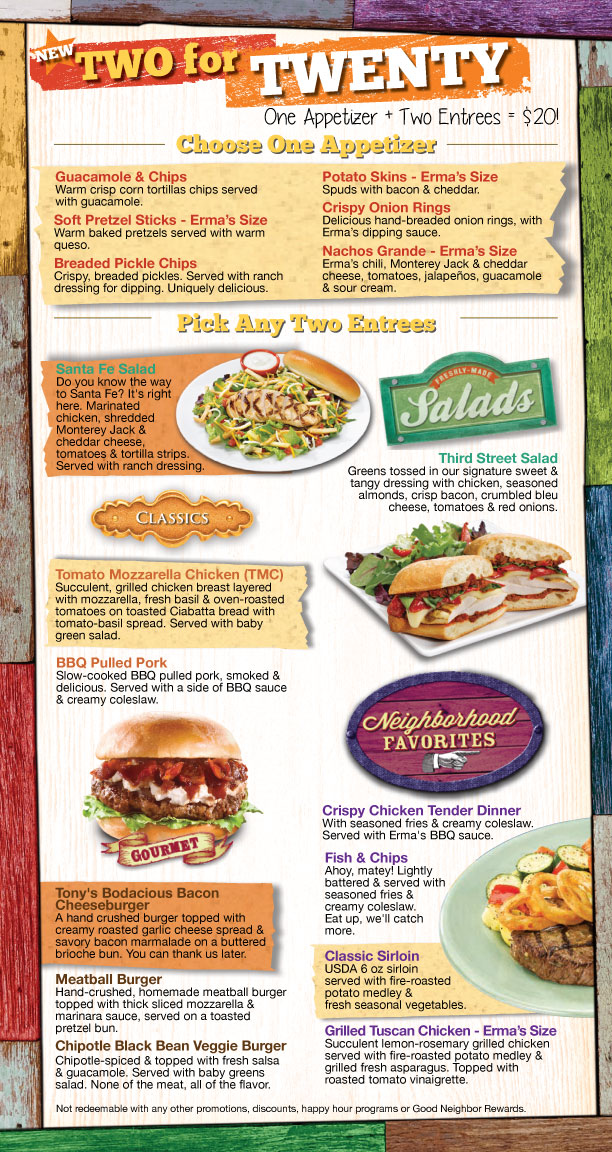 NEW
TWO for
TWENTY
One Appetizer + Two Entrees = $20!
Choose One Appetizer
Guacamole & Chips
Warm crisp corn tortillas chips served
with guacamole.
Soft Pretzel Sticks - Erma's Size
Warm baked pretzels served with warm
queso.
Breaded Pickle Chips
Crispy, breaded pickles. Served with ranch
dressing for dipping. Uniquely delicious.
Potato Skins - Erma's Size
Spuds with bacon & cheddar.
Crispy Onion Rings
Delicious hand-breaded onion rings, with
Erma's dipping sauce.
Nachos Grande - Erma's Size
Erma's chili, Monterey Jack & cheddar
cheese, tomatoes, jalapeños, guacamole
& sour cream.
Pick Any Two Entrees
Santa Fe Salad
Do you know the way
to Santa Fe? It's right
here. Marinated
chicken, shredded
Monterey Jack &
cheddar cheese,
tomatoes & tortilla strips.
Served with ranch dressing.
FRESHLY-MADE
Salads
Third Street Salad
Greens tossed in our signature sweet &
tangy dressing with chicken, seasoned
almonds, crisp bacon, crumbled bleu
cheese, tomatoes & red onions.
CLASSICS
Tomato Mozzarella Chicken (TMC)
Succulent, grilled chicken breast layered
with mozzarella, fresh basil & oven-roasted
tomatoes on toasted Ciabatta bread with
tomato-basil spread. Served with baby
green salad.
BBQ Pulled Pork
Slow-cooked BBQ pulled pork, smoked &
delicious. Served with a side of BBQ sauce
& creamy coleslaw.
GOURMET
Tony's Bodacious Bacon
Cheeseburger
A hand crushed burger topped with
creamy roasted garlic cheese spread &
savory bacon marmalade on a buttered
brioche bun. You can thank us later.
Meatball Burger
Hand-crushed, homemade meatball burger
topped with thick sliced mozzarella &
marinara sauce, served on a toasted
pretzel bun.
Chipotle Black Bean Veggie Burger
Chipotle-spiced & topped with fresh salsa
& guacamole. Served with baby greens
salad. None of the meat, all of the flavor.
Neighborhood
FAVORITES
Crispy Chicken Tender Dinner
With seasoned fries & creamy coleslaw.
Served with Erma's BBQ sauce.
Fish & Chips
Ahoy, matey! Lightly
battered & served with
seasoned fries &
creamy coleslaw.
Eat up, we'll catch
more.
Classic Sirloin
USDA 6 oz sirloin
served with fire-roasted
potato medley &
fresh seasonal vegetables.
Grilled Tuscan Chicken - Erma's Size
Succulent lemon-rosemary grilled chicken
served with fire-roasted potato medley &
grilled fresh asparagus. Topped with
roasted tomato vinaigrette.
Not redeemable with any other promotions, discounts, happy hour programs or Good Neighbor Rewards.